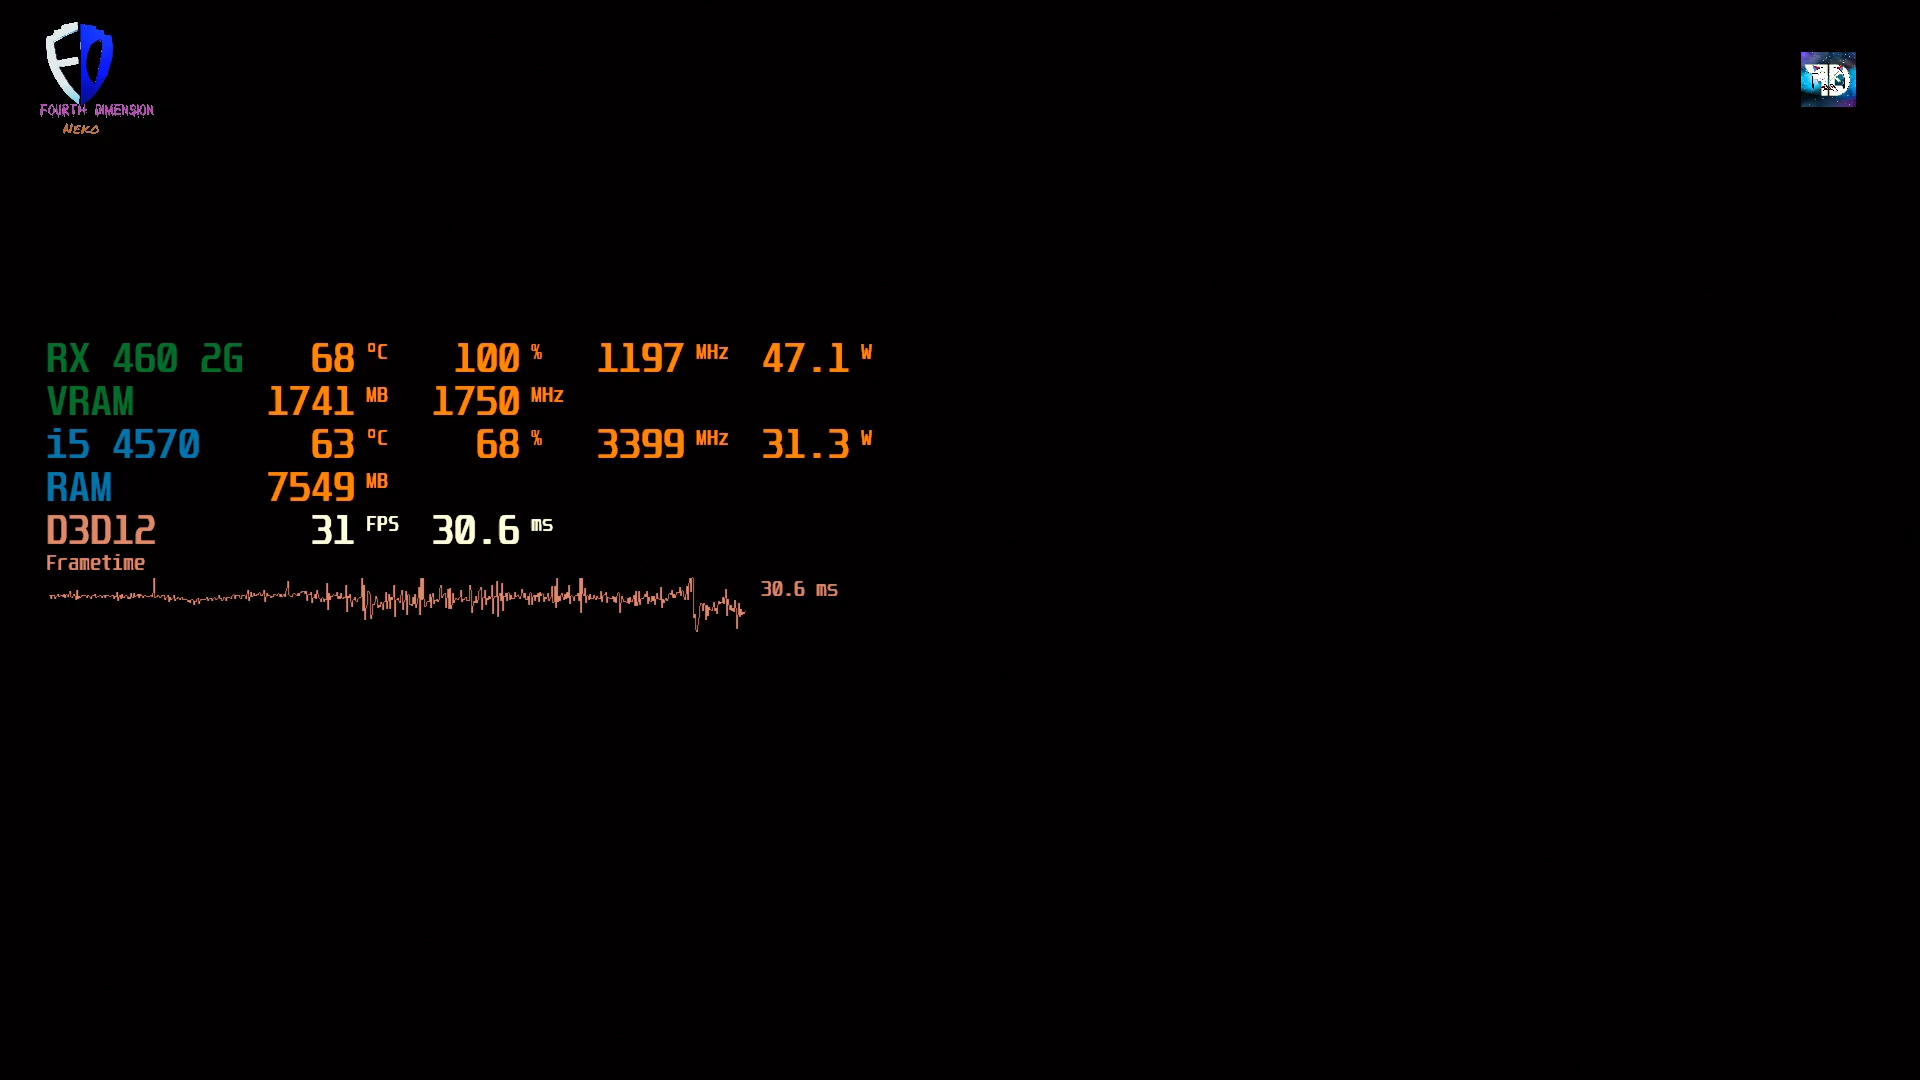 FD
FOURTH DIMENSION
Neko
RX 460 2G 68 °C 100 % 1197 MHz 47.1 W
VRAM 1741 MB 1750 MHz
i5 4570 63 °C 68 % 3399 MHz 31.3 W
RAM 7549 MB
D3D12 31 FPS 30.6 ms
Frametime
30.6 ms